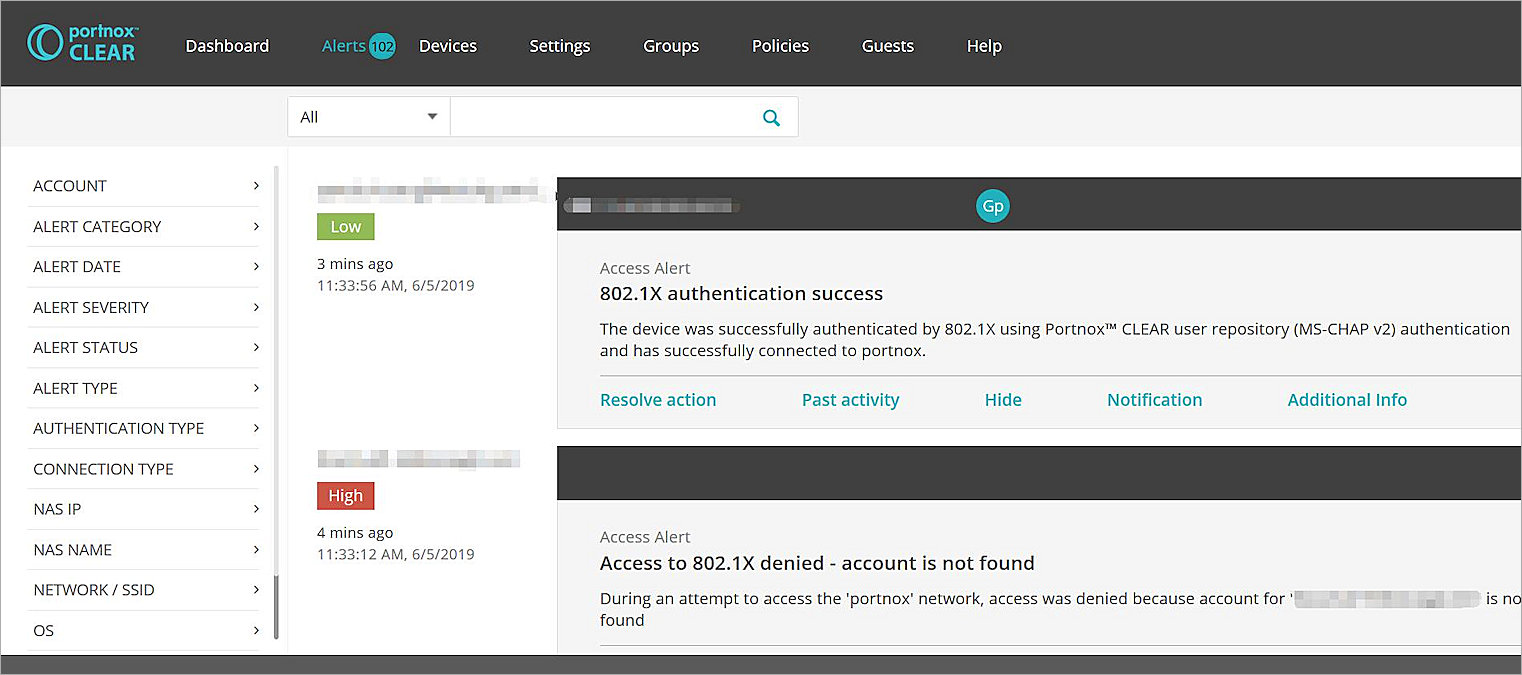 portnox™
CLEAR
Dashboard
Alerts 102
Devices
Settings
Groups
Policies
Guests
Help
All
ACCOUNT
ALERT CATEGORY
ALERT DATE
ALERT SEVERITY
ALERT STATUS
ALERT TYPE
AUTHENTICATION TYPE
CONNECTION TYPE
NAS IP
NAS NAME
NETWORK / SSID
OS
Low
3 mins ago
11:33:56 AM, 6/5/2019
Gp
Access Alert
802.1X authentication success
The device was successfully authenticated by 802.1X using Portnox™ CLEAR user repository (MS-CHAP v2) authentication
and has successfully connected to portnox.
Resolve action
Past activity
Hide
Notification
Additional Info
High
4 mins ago
11:33:12 AM, 6/5/2019
Access Alert
Access to 802.1X denied - account is not found
During an attempt to access the 'portnox' network, access was denied because account for ' is no
found